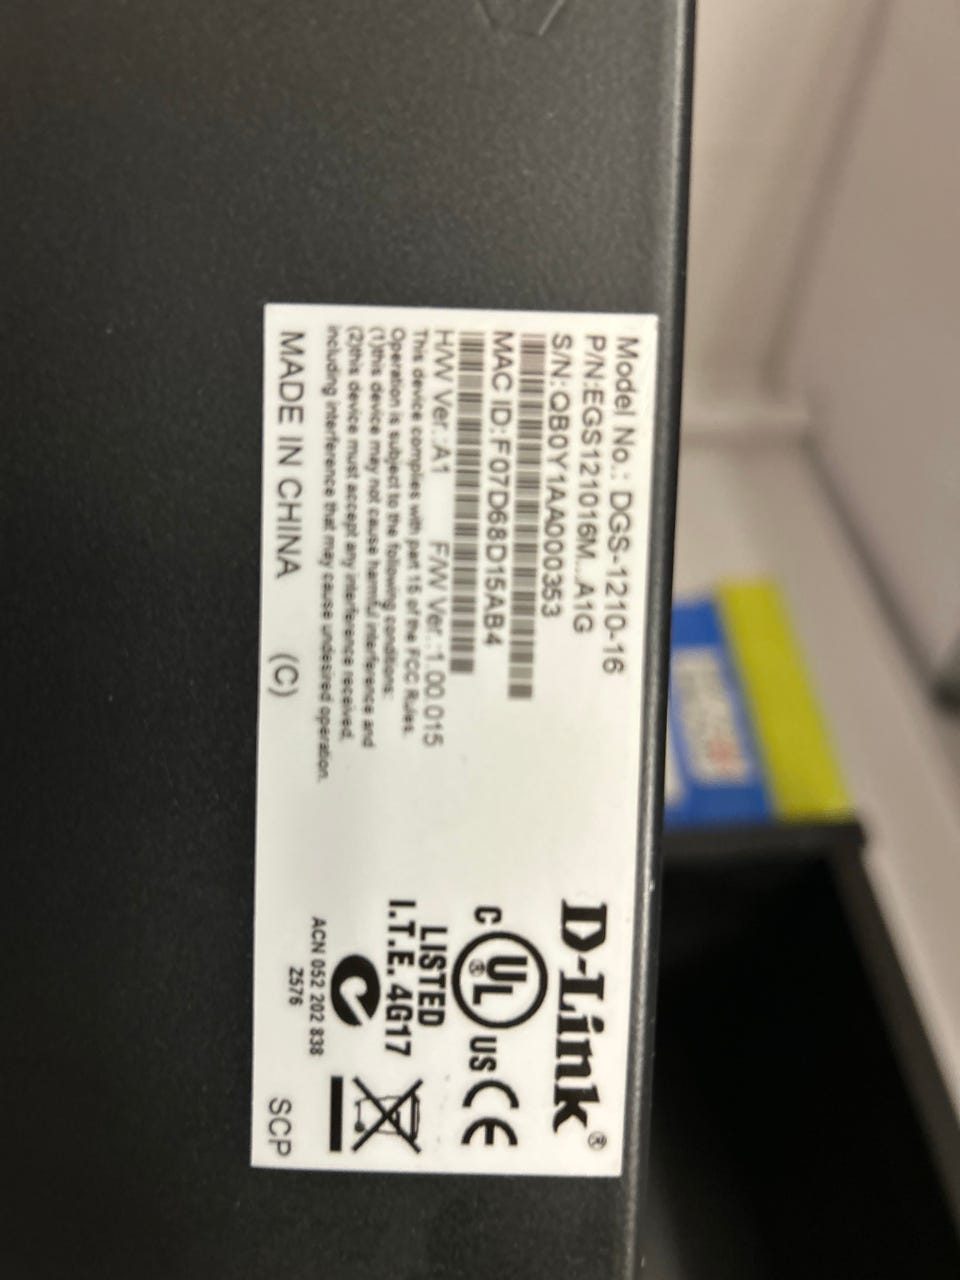 Model No.: DGS-1210-16
P/N:EGS121016M...A1G
S/N:QB0Y1AA000353
MAC ID:F07D68D15AB4
H/W Ver.:A1 F/W Ver.:1.00.015
This device complies with part 15 of the FCC Rules.
Operation is subject to the following conditions:
(1)this device may not cause harmful interference and
(2)this device must accept any interference received,
including interference that may cause undesired operation.
MADE IN CHINA (C)
D-Link®
C UL® US CE
LISTED
I.T.E. 4G17
ACN 052 202 838
Z576
SCP